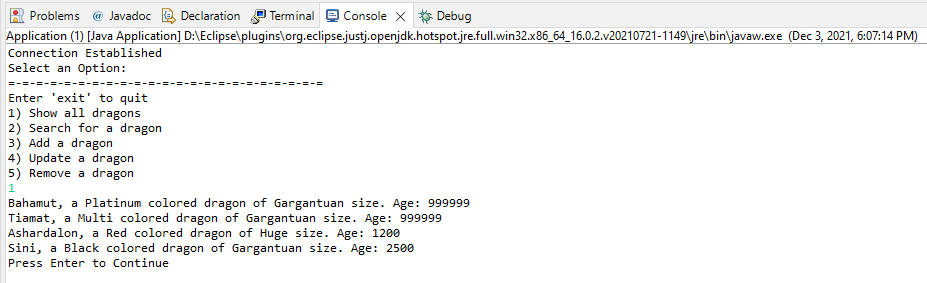 Problems @ Javadoc Declaration Terminal Console Debug
Application (1) [Java Application] D:\Eclipse\plugins\org.eclipse.justj.openjdk.hotspot.jre.full.win32.x86_64_16.0.2.v20210721-1149\jre\bin\javaw.exe (Dec 3, 2021, 6:07:14 PM)
Connection Established
Select an Option:
=-=-=-=-=-=-=-=-=-=-=-=-=-=-=-=-=-=-=-=-=-=-=
Enter 'exit' to quit
1) Show all dragons
2) Search for a dragon
3) Add a dragon
4) Update a dragon
5) Remove a dragon
1
Bahamut, a Platinum colored dragon of Gargantuan size. Age: 999999
Tiamat, a Multi colored dragon of Gargantuan size. Age: 999999
Ashardalon, a Red colored dragon of Huge size. Age: 1200
Sini, a Black colored dragon of Gargantuan size. Age: 2500
Press Enter to Continue